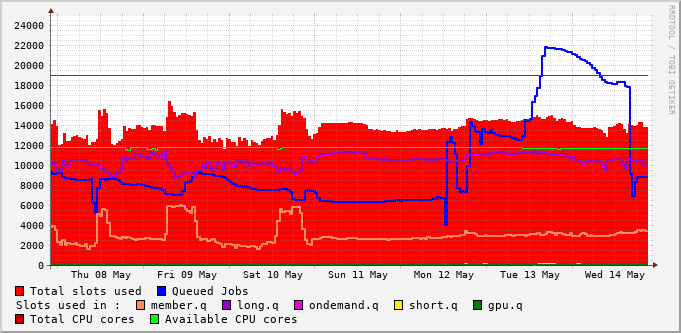 24000
22000
20000
18000
16000
14000
12000
10000
8000
6000
4000
2000
0
Thu 08 May Fri 09 May Sat 10 May Sun 11 May Mon 12 May Tue 13 May Wed 14 May
Total slots used Queued Jobs
Slots used in : member.q long.q ondemand.q short.q gpu.q
Total CPU cores Available CPU cores
RRDTOOL / TOBI OETIKER